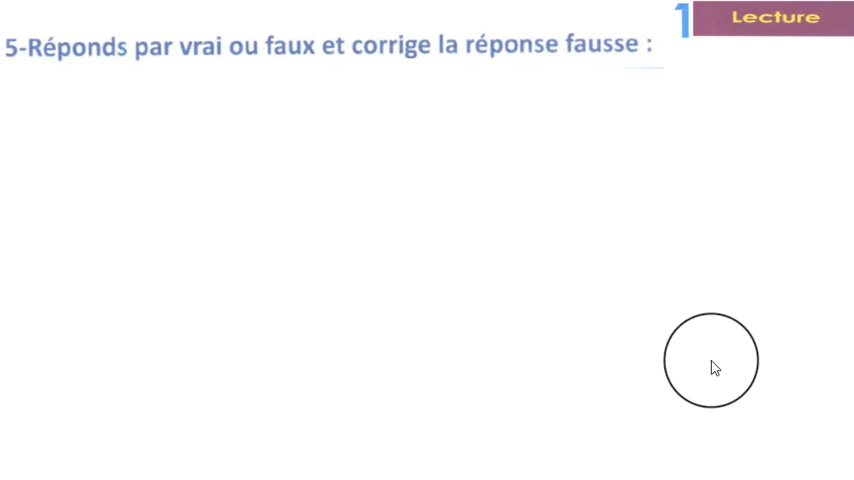 1 Lecture
5-Réponds par vrai ou faux et corrige la réponse fausse :